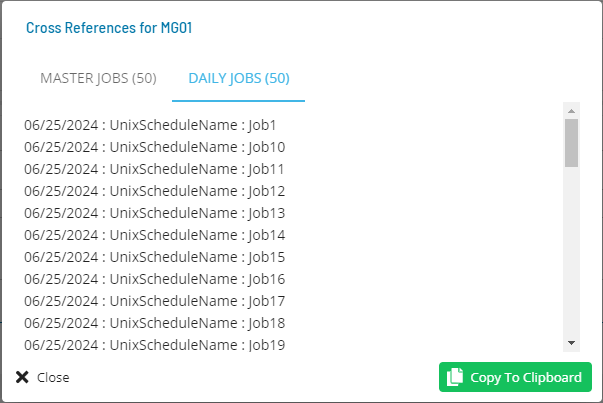 Cross References for MG01
MASTER JOBS (50) DAILY JOBS (50)
06/25/2024 : UnixScheduleName : Job1
06/25/2024 : UnixScheduleName : Job10
06/25/2024 : UnixScheduleName : Job11
06/25/2024 : UnixScheduleName : Job12
06/25/2024 : UnixScheduleName : Job13
06/25/2024 : UnixScheduleName : Job14
06/25/2024 : UnixScheduleName : Job15
06/25/2024 : UnixScheduleName : Job16
06/25/2024 : UnixScheduleName : Job17
06/25/2024 : UnixScheduleName : Job18
06/25/2024 : UnixScheduleName : Job19
Close Copy To Clipboard